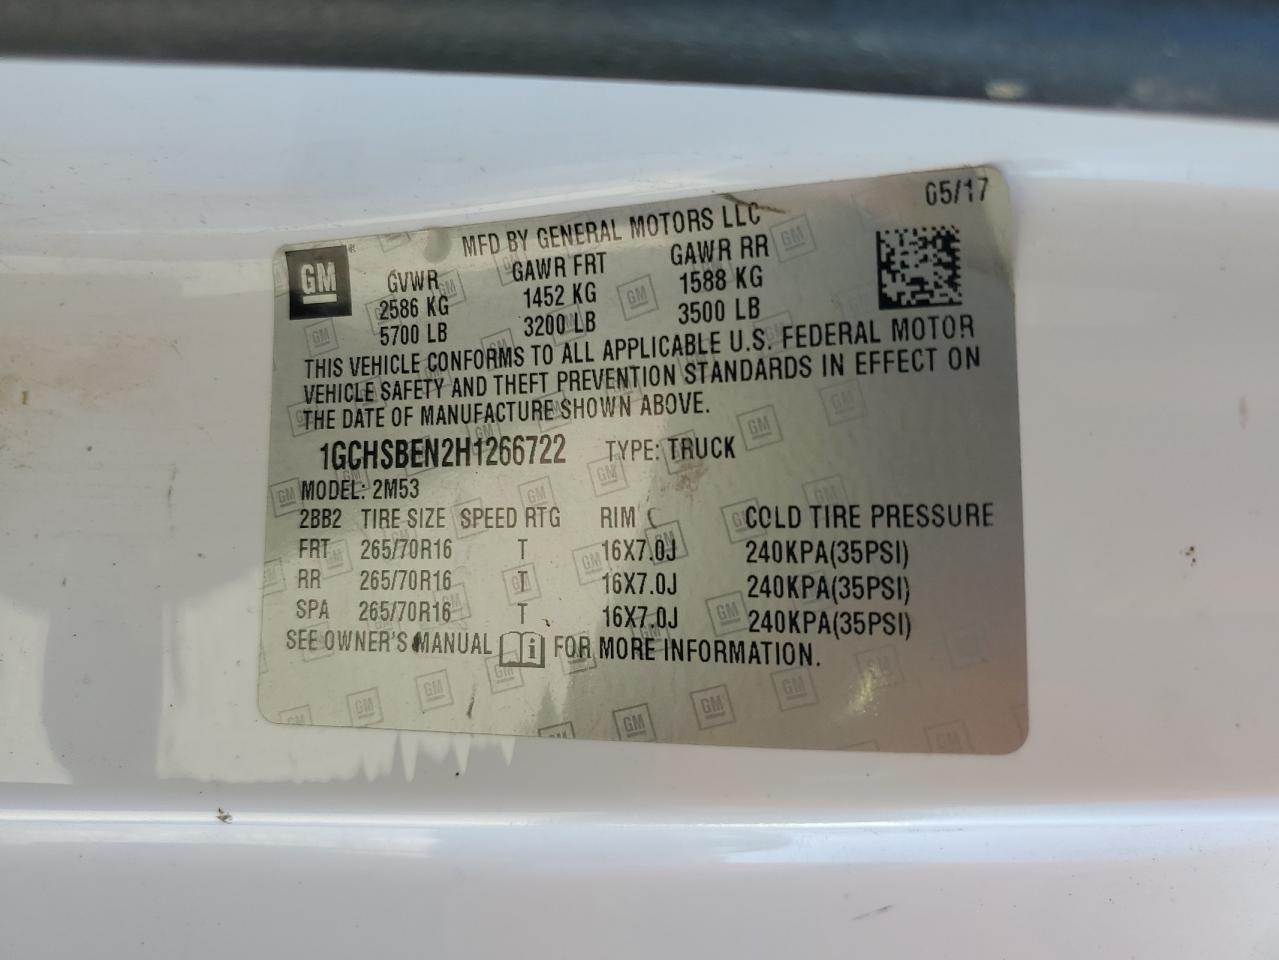 05/17
GM
MFD BY GENERAL MOTORS LLC
GVWR GAWR FRT GAWR RR
2586 KG 1452 KG 1588 KG
5700 LB 3200 LB 3500 LB
THIS VEHICLE CONFORMS TO ALL APPLICABLE U.S. FEDERAL MOTOR
VEHICLE SAFETY AND THEFT PREVENTION STANDARDS IN EFFECT ON
THE DATE OF MANUFACTURE SHOWN ABOVE.
1GCHSBEN2H1266722 TYPE: TRUCK
MODEL: 2M53
2BB2 TIRE SIZE SPEED RTG RIM COLD TIRE PRESSURE
FRT 265/70R16 T 16X7.0J 240KPA(35PSI)
RR 265/70R16 T 16X7.0J 240KPA(35PSI)
SPA 265/70R16 T 16X7.0J 240KPA(35PSI)
SEE OWNER'S MANUAL FOR MORE INFORMATION.